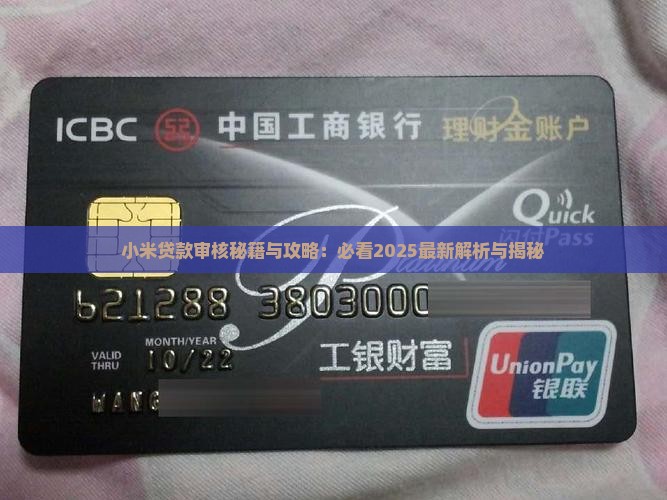 ICBC 中国工商银行 理财金账户
Quick
闪付Pass
小米贷款审核秘籍与攻略：必看2025最新解析与揭秘
Platinum
621288 3803000
MONTH/YEAR
VALID THRU 10/22
工银财富
UnionPay
银联
WANG